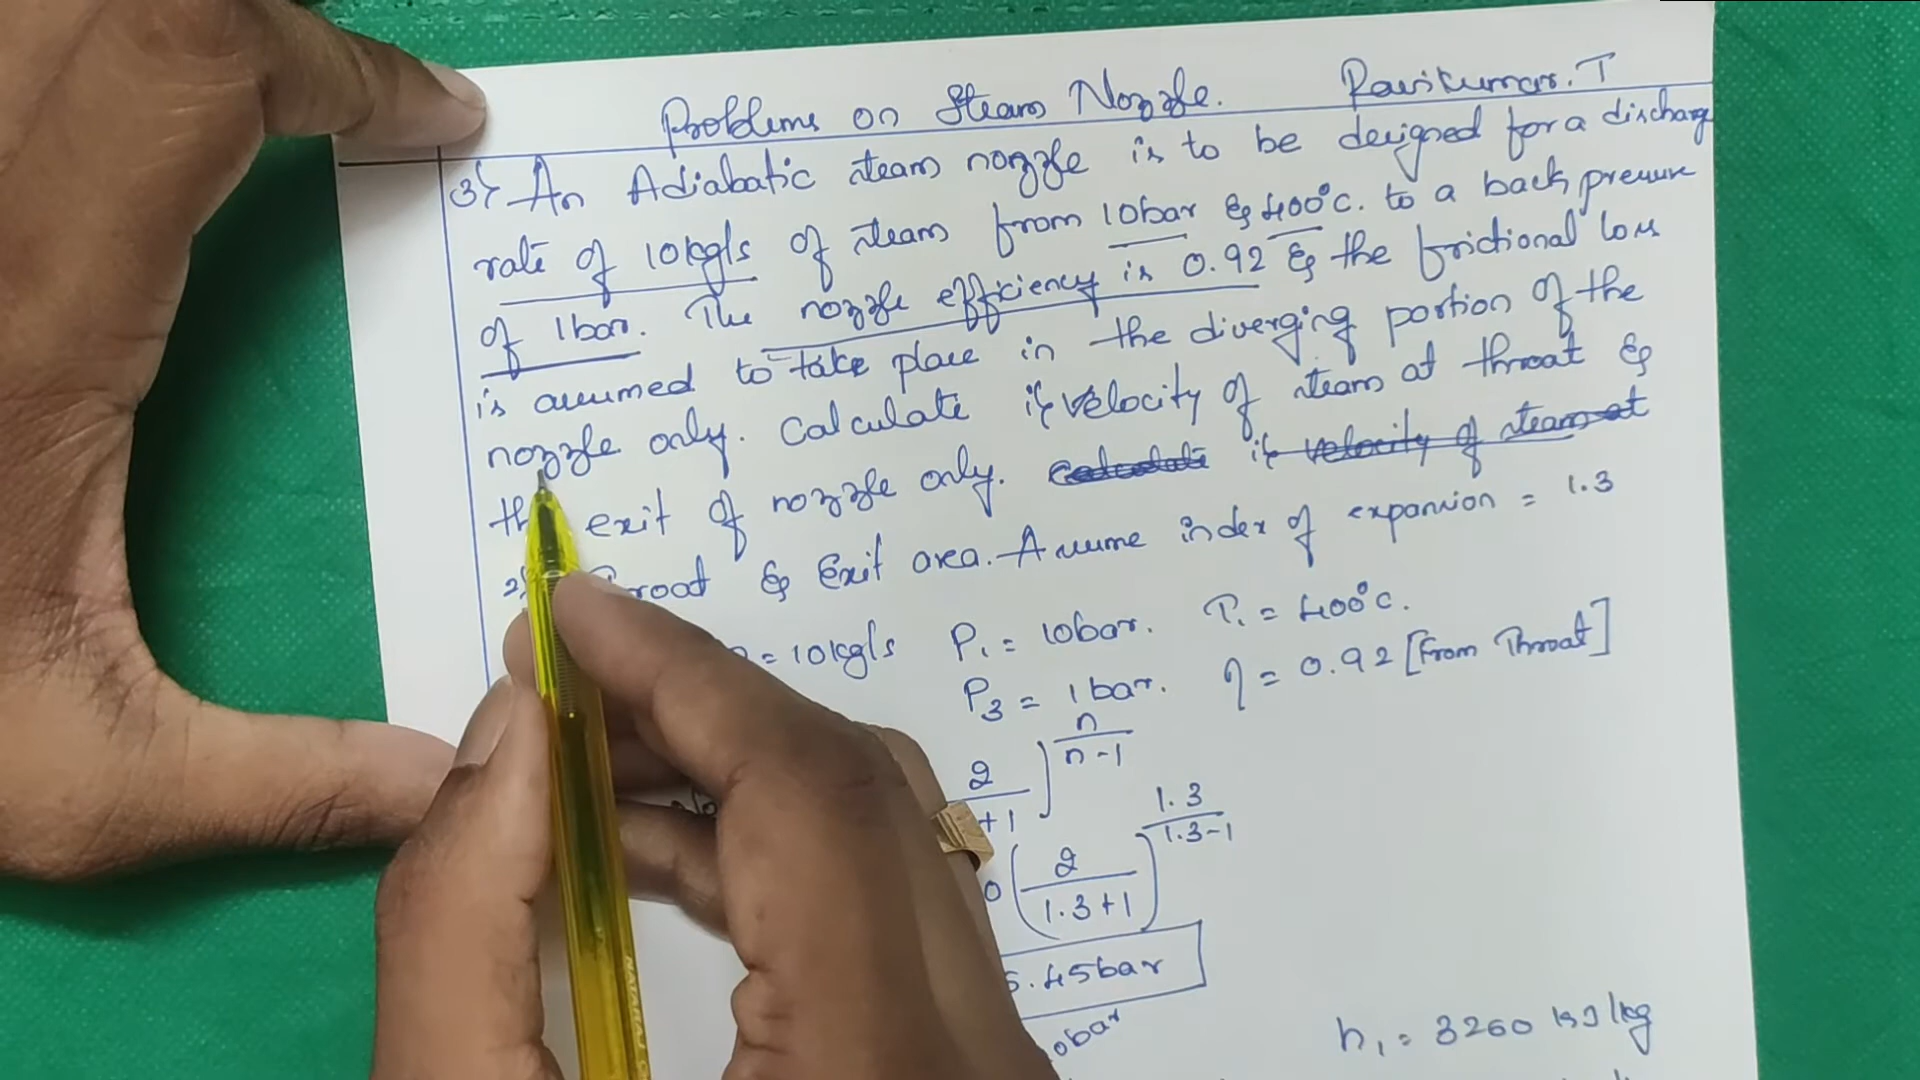 Problems on Steam Nozzle. Ravikumar. T
3) An Adiabatic steam nozzle is to be designed for a discharge
rate of 10kg/s of steam from 10bar & 400°c. to a back pressure
of 1bar. The nozzle efficiency is 0.92 & the frictional loss
is assumed to take place in the diverging portion of the
nozzle only. Calculate i) velocity of steam at throat &
the exit of nozzle only. Calculate i) velocity of steam at
2) Throat & Exit area. Assume index of expansion = 1.3
= 10kg/s P1 = 10bar. T1 = 400°c.
P3 = 1bar. η = 0.92 [From Throat]
2 / +1 ] n / n-1
0 ( 2 / 1.3+1 ) 1.3 / 1.3-1
5.45bar
obar
h1 = 3260 kJ/kg